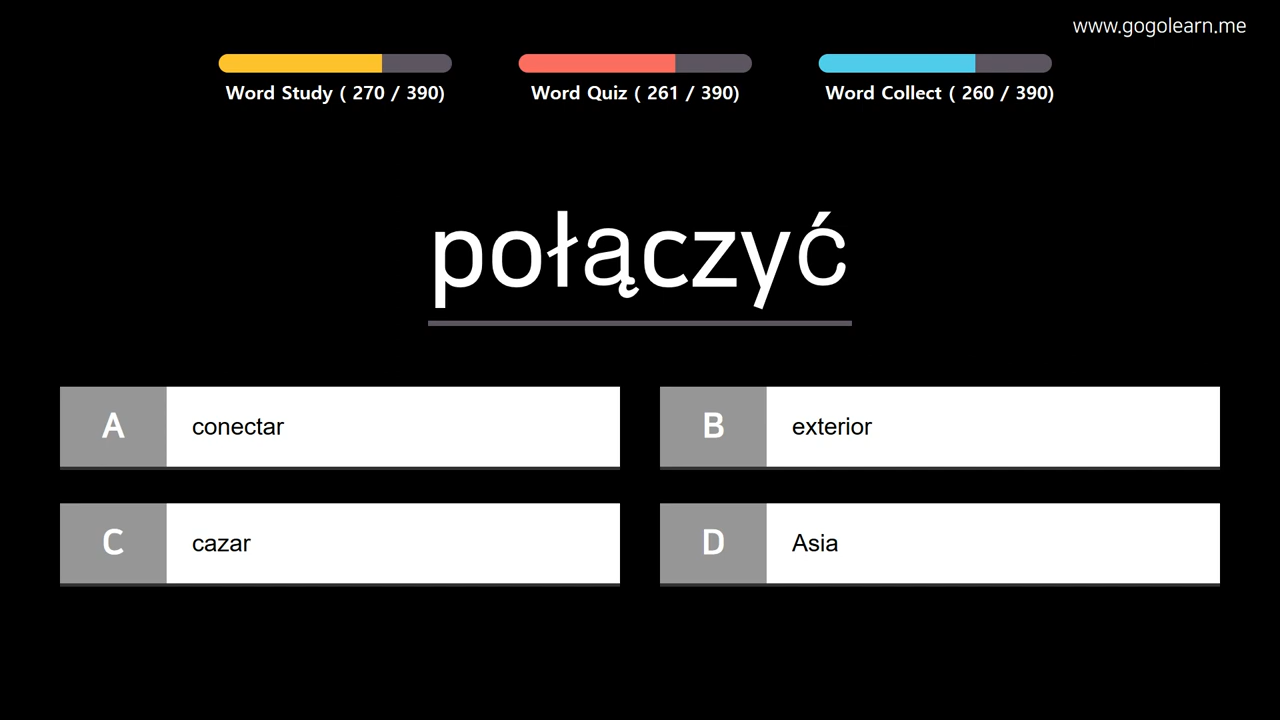 www.gogolearn.me
Word Study ( 270 / 390)
Word Quiz ( 261 / 390)
Word Collect ( 260 / 390)
połączyć
A conectar
B exterior
C cazar
D Asia